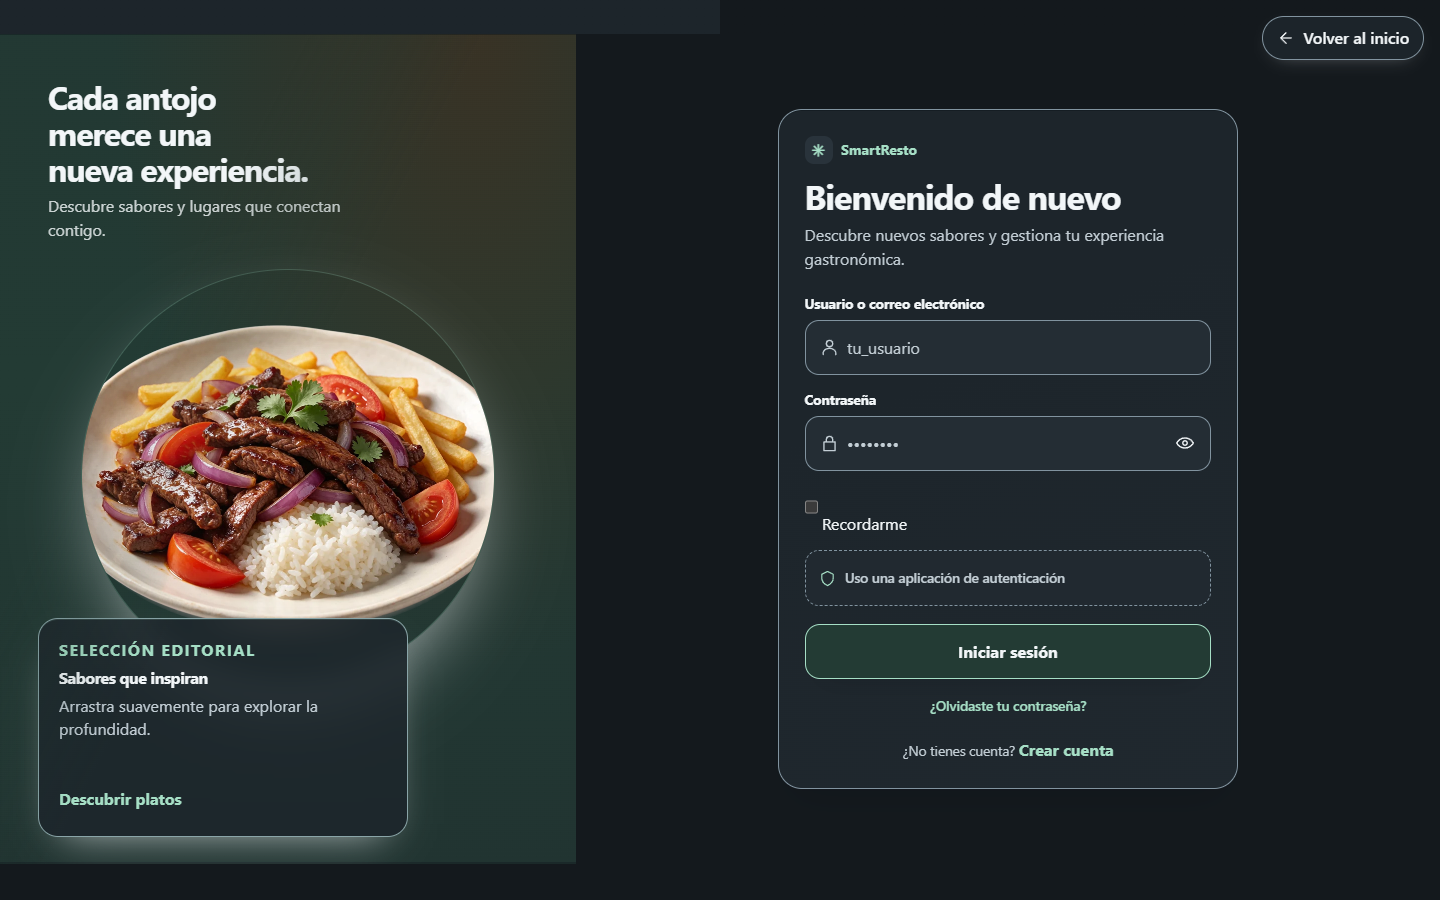 Volver al inicio
Cada antojo
merece una
nueva experiencia.
Descubre sabores y lugares que conectan
contigo.
SELECCIÓN EDITORIAL
Sabores que inspiran
Arrastra suavemente para explorar la
profundidad.
Descubrir platos
SmartResto
Bienvenido de nuevo
Descubre nuevos sabores y gestiona tu experiencia
gastronómica.
Usuario o correo electrónico
tu_usuario
Contraseña
••••••••
Recordarme
Uso una aplicación de autenticación
Iniciar sesión
¿Olvidaste tu contraseña?
¿No tienes cuenta? Crear cuenta